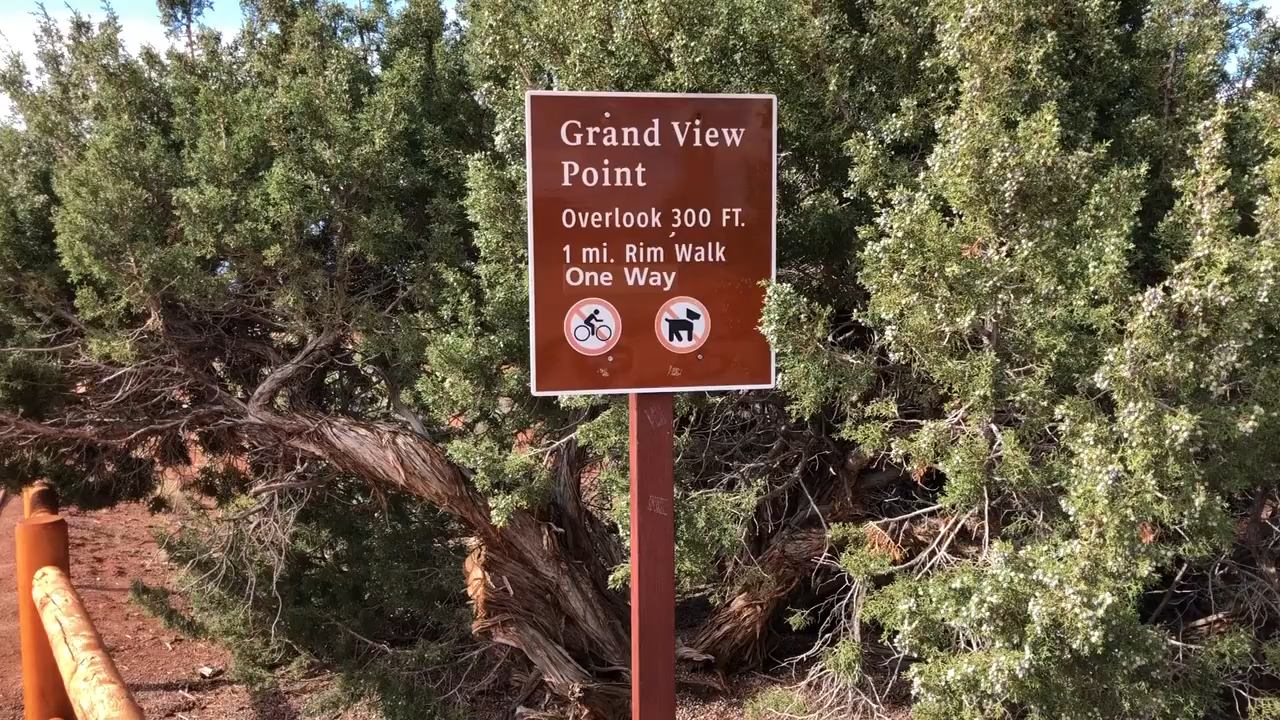 Grand View
Point
Overlook 300 FT.
1 mi. Rim Walk
One Way